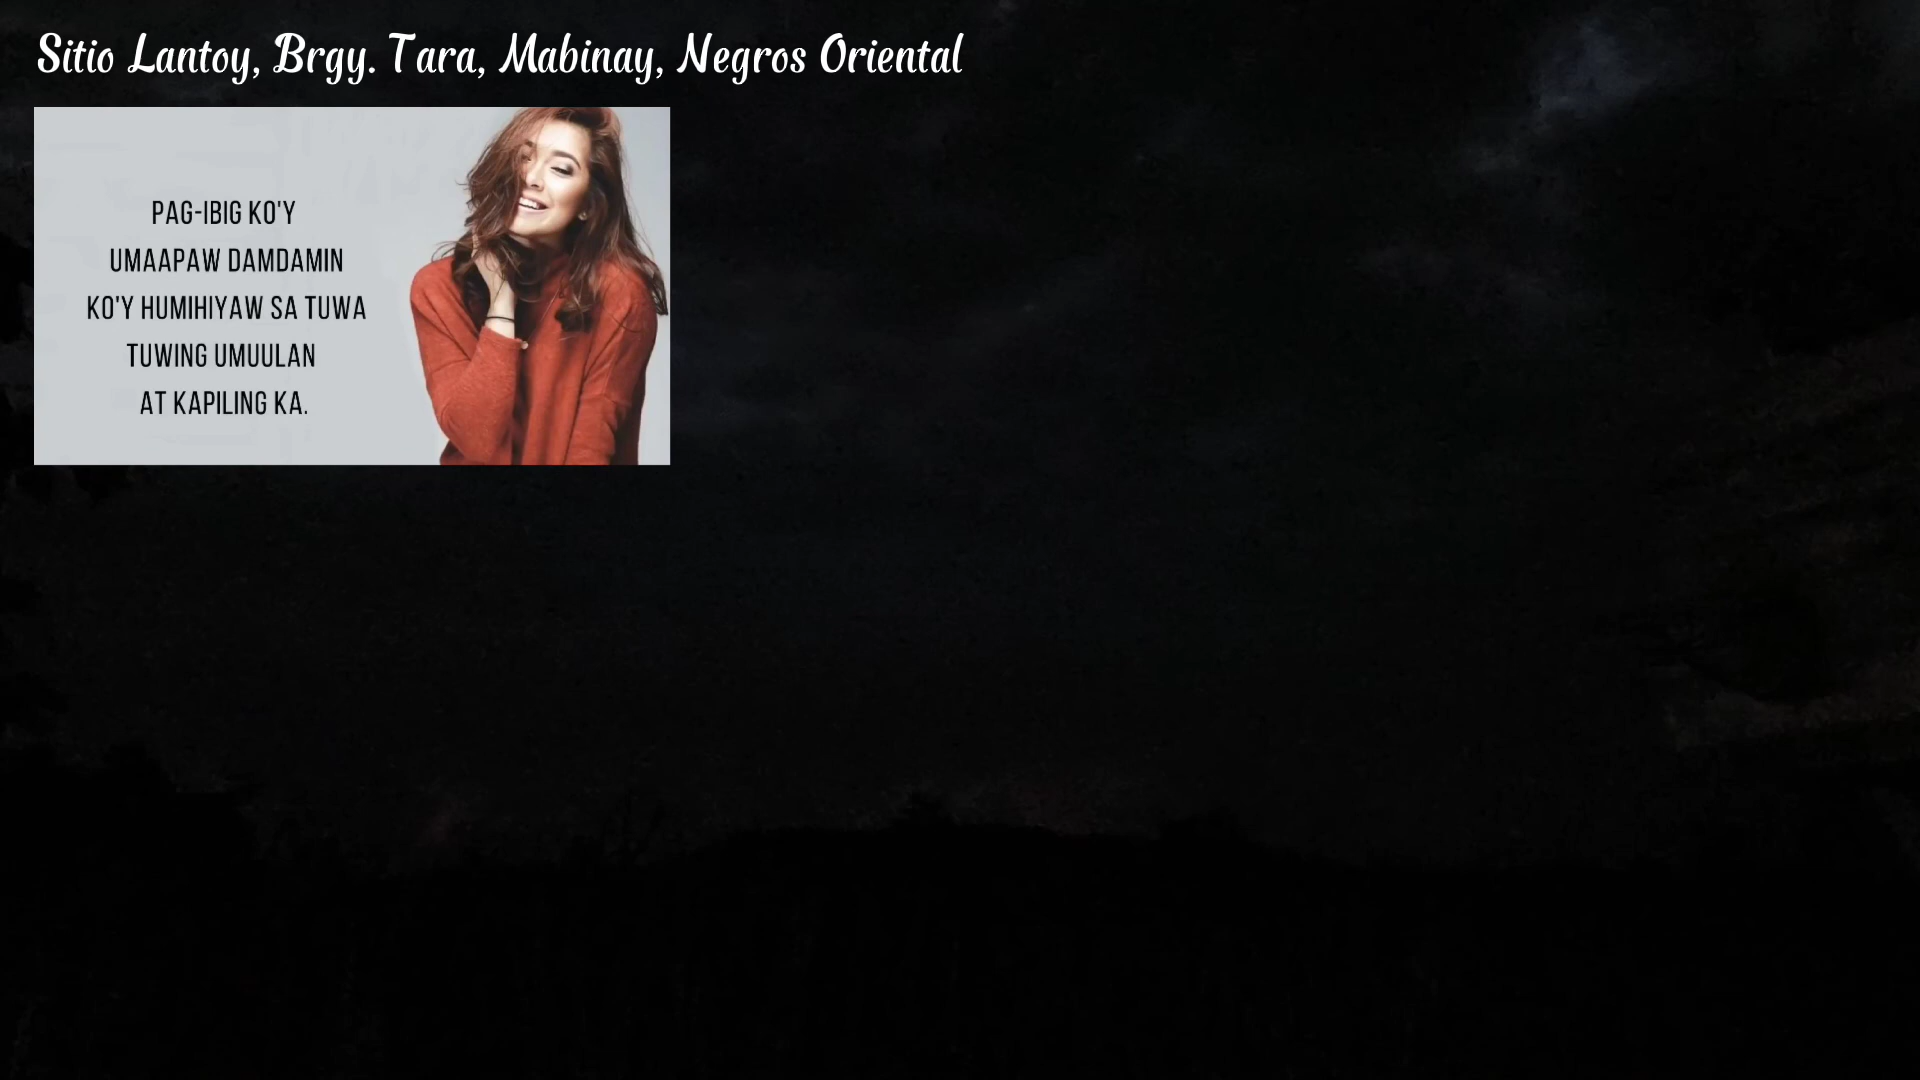 Sitio Lantoy, Brgy. Tara, Mabinay, Negros Oriental
PAG-IBIG KO'Y
UMAAPAW DAMDAMIN
KO'Y HUMIHIYAW SA TUWA
TUWING UMUULAN
AT KAPILING KA.